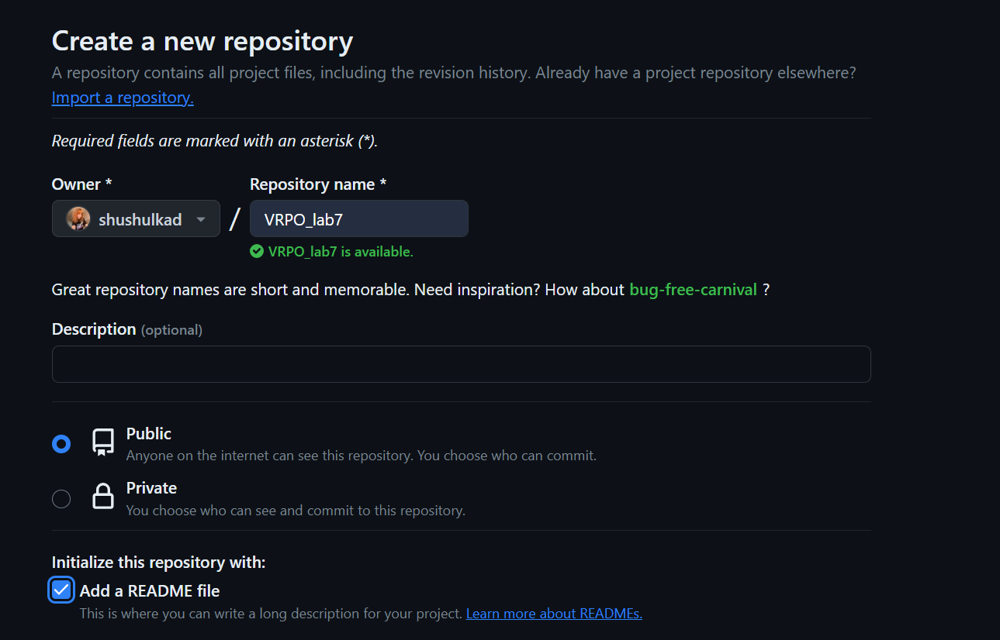 Create a new repository
A repository contains all project files, including the revision history. Already have a project repository elsewhere?
Import a repository.
Required fields are marked with an asterisk (*).
Owner * Repository name *
shushulkad / VRPO_lab7
VRPO_lab7 is available.
Great repository names are short and memorable. Need inspiration? How about bug-free-carnival ?
Description (optional)
Public
Anyone on the internet can see this repository. You choose who can commit.
Private
You choose who can see and commit to this repository.
Initialize this repository with:
Add a README file
This is where you can write a long description for your project. Learn more about READMEs.